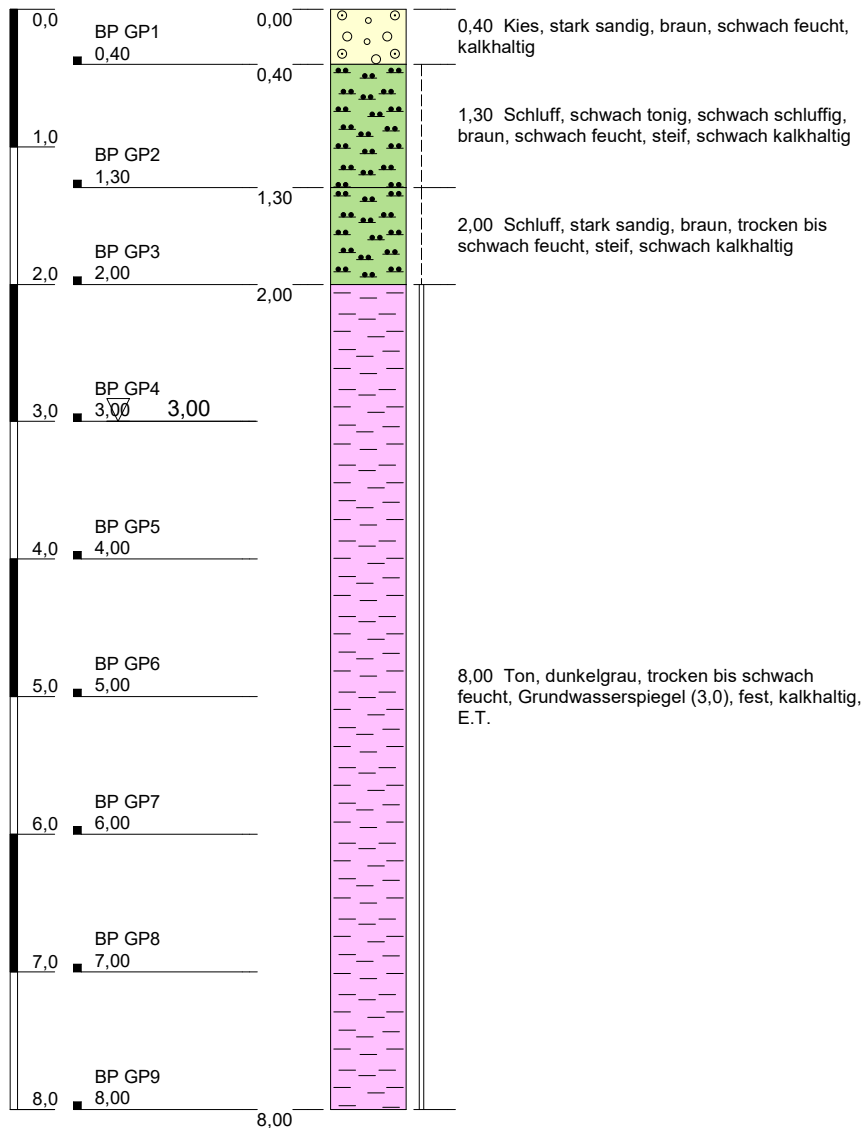 0,0
BP GP1
0,40
0,00
0,40
0,40 Kies, stark sandig, braun, schwach feucht,
kalkhaltig
1,0
BP GP2
1,30
1,30
1,30 Schluff, schwach tonig, schwach schluffig,
braun, schwach feucht, steif, schwach kalkhaltig
2,0
BP GP3
2,00
2,00
2,00 Schluff, stark sandig, braun, trocken bis
schwach feucht, steif, schwach kalkhaltig
3,0
BP GP4
3,00
3,00
4,0
BP GP5
4,00
5,0
BP GP6
5,00
8,00 Ton, dunkelgrau, trocken bis schwach
feucht, Grundwasserspiegel (3,0), fest, kalkhaltig,
E.T.
6,0
BP GP7
6,00
7,0
BP GP8
7,00
8,0
BP GP9
8,00
8,00